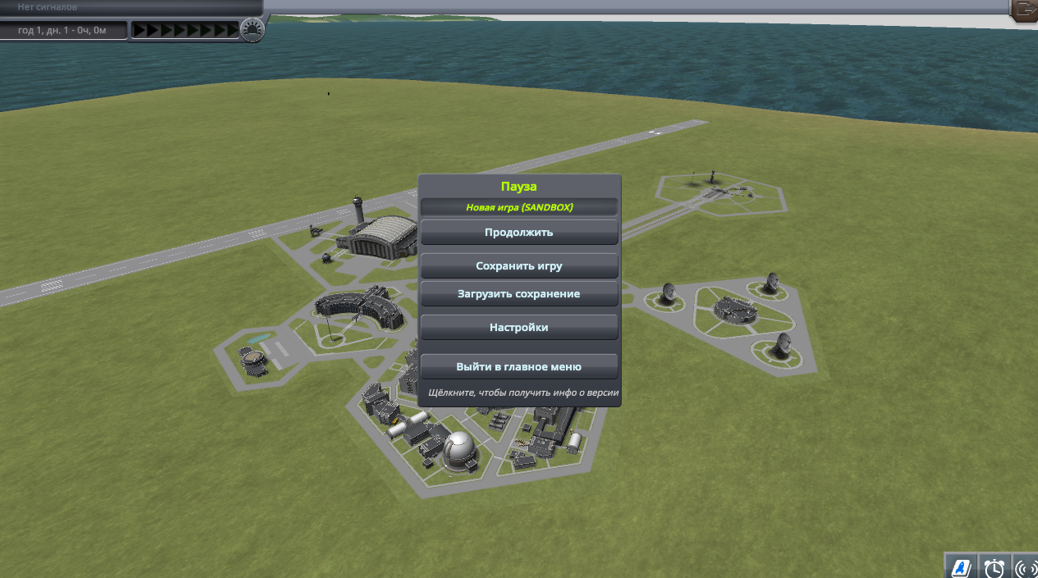 Нет сигналов
год 1, дн. 1 - 0ч, 0м
Пауза
Новая игра (SANDBOX)
Продолжить
Сохранить игру
Загрузить сохранение
Настройки
Выйти в главное меню
Щёлкните, чтобы получить инфо о версии